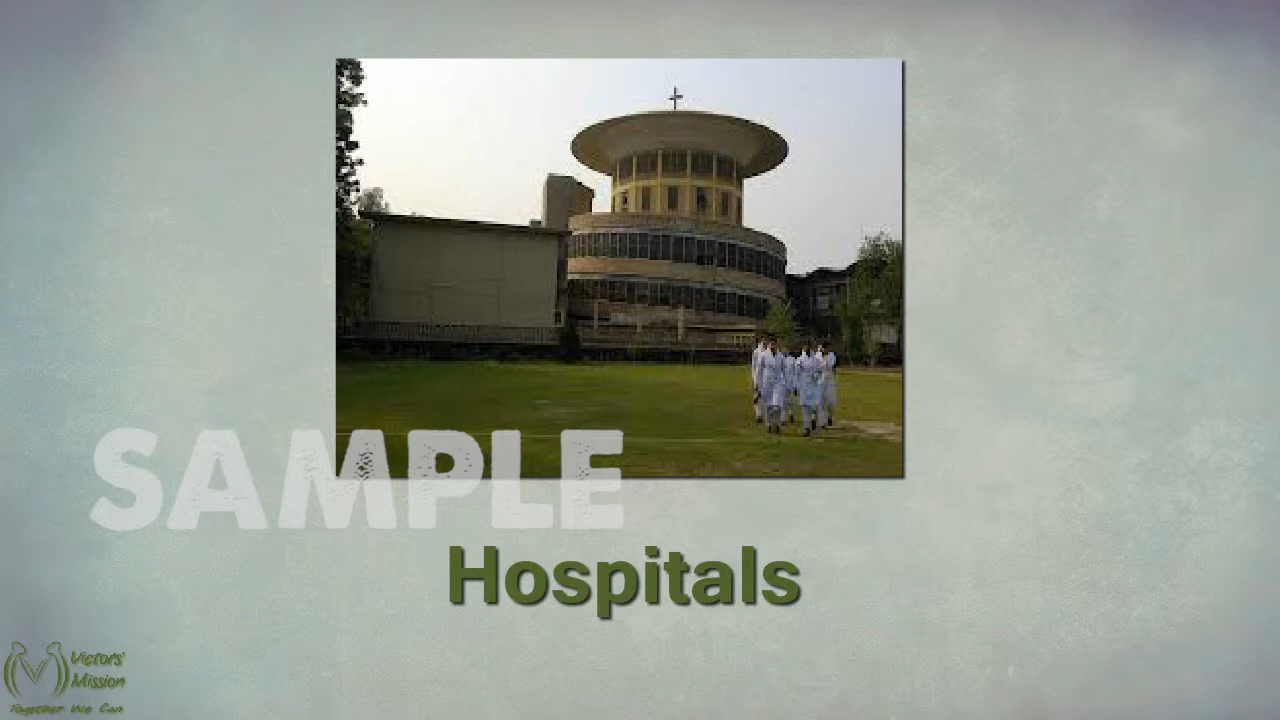 SAMPLE
Hospitals
Victors'
Mission
Together We Can